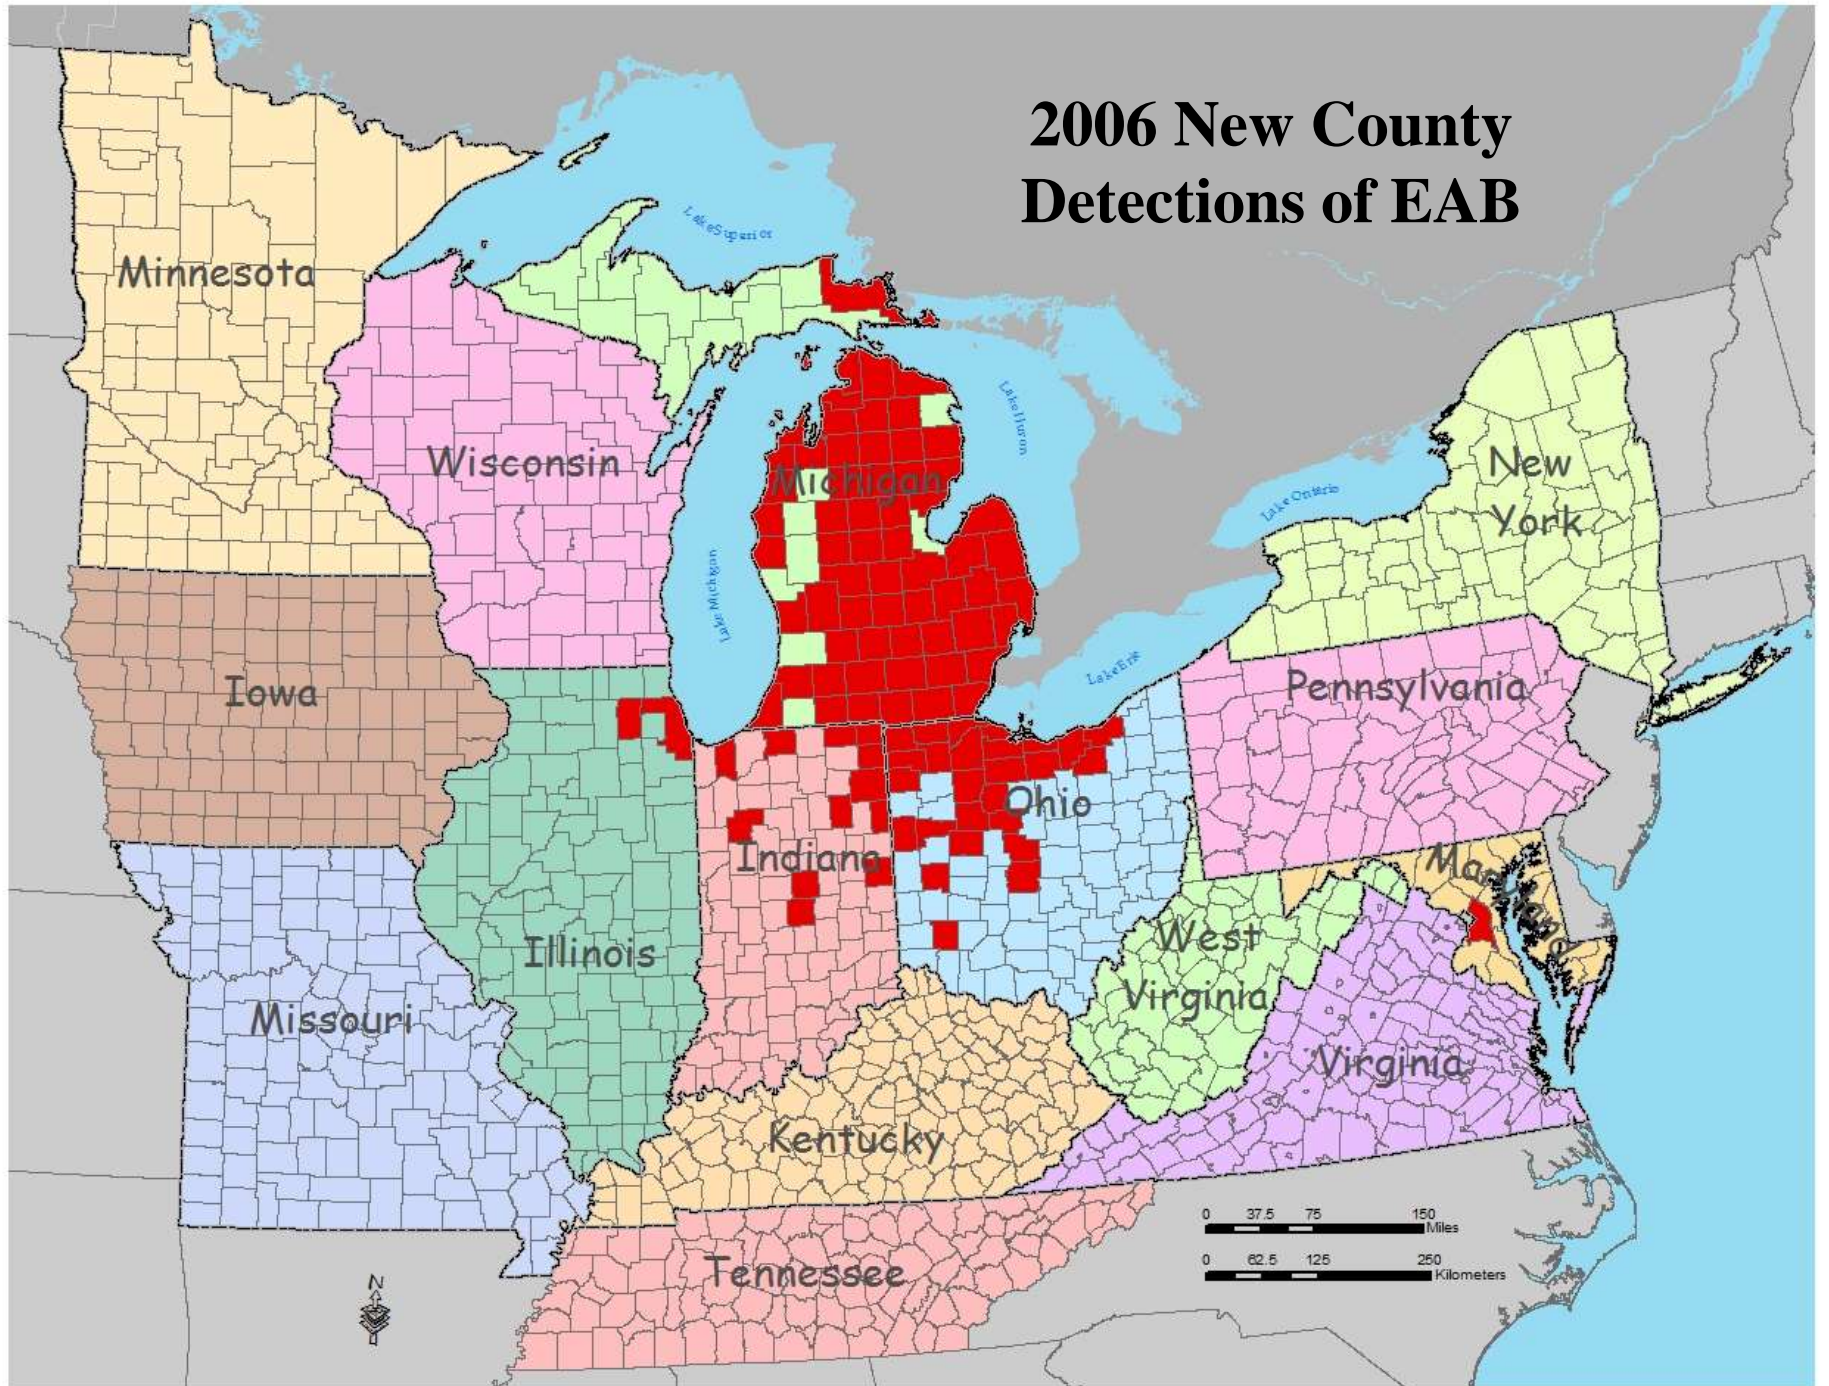 2006 New County
Detections of EAB
Lake Superior
Minnesota
Lake Huron
Wisconsin
Michigan
New
York
Lake Ontario
Lake Michigan
Lake Erie
Iowa
Pennsylvania
Ohio
Indiana
Maryland
Illinois
West
Virginia
Missouri
Virginia
Kentucky
Tennessee
0 37.5 75 150
Miles
0 62.5 125 250
Kilometers
N